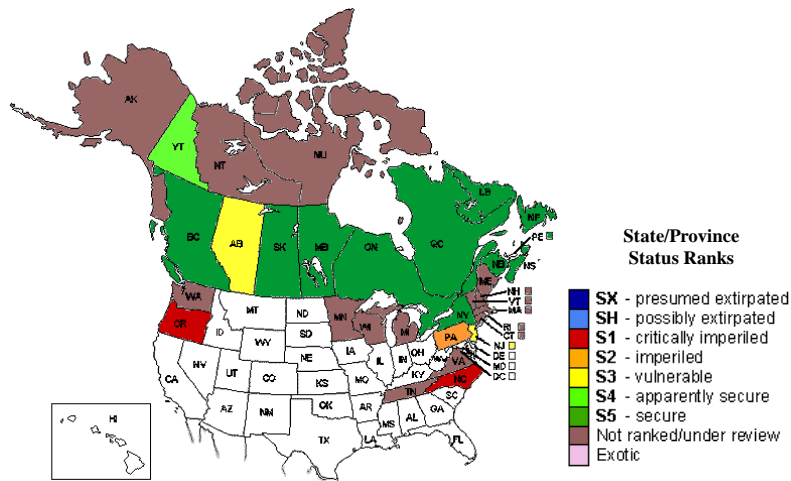 AK
YT
NT
NU
BC
AB
SK
MB
ON
QC
LB
NF
PE
NB
NS
ME
NH
VT
MA
RI
CT
NJ
DE
MD
DC
WA
OR
ID
MT
ND
MN
WI
MI
NY
PA
SD
WY
NE
IA
IL
IN
OH
WV
VA
KY
NV
UT
CO
KS
MO
CA
AZ
NM
OK
AR
TN
NC
SC
MS
AL
GA
TX
LA
FL
HI
State/Province
Status Ranks
SX - presumed extirpated
SH - possibly extirpated
S1 - critically imperiled
S2 - imperiled
S3 - vulnerable
S4 - apparently secure
S5 - secure
Not ranked/under review
Exotic